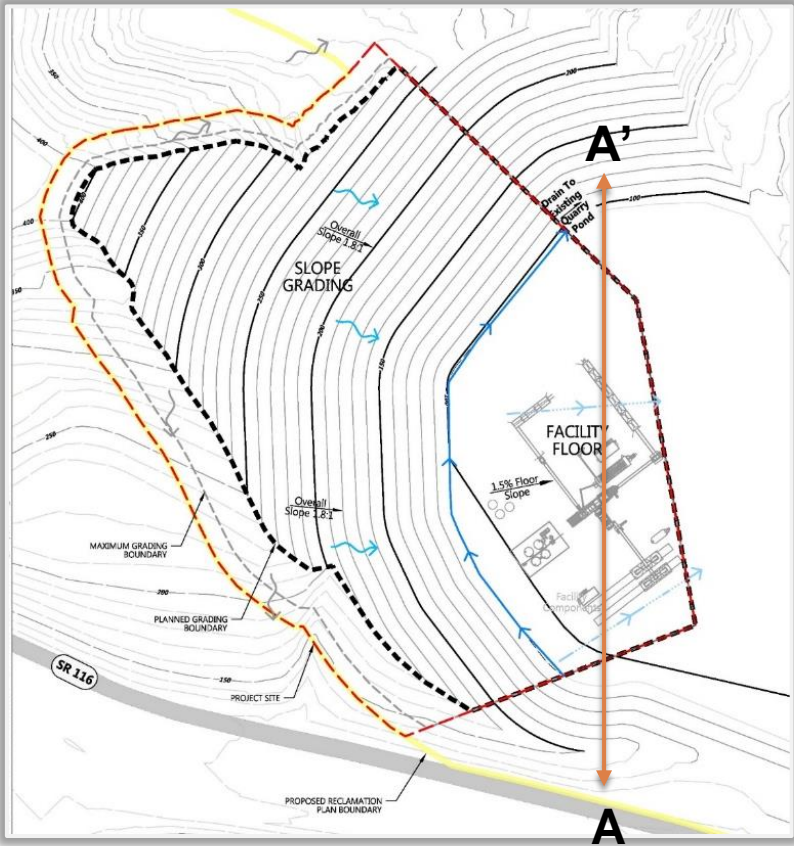 A’
Drain To
Existing
Quarry
Pond
350
400
400
350
350
300
250
200
200
150
100
Overall
Slope 1.8:1
SLOPE
GRADING
FACILITY
FLOOR
1.5% Floor
Slope
250
Overall
Slope 1.8:1
Facility
Components
MAXIMUM GRADING
BOUNDARY
200
PLANNED GRADING
BOUNDARY
SR 116
150
PROJECT SITE
PROPOSED RECLAMATION
PLAN BOUNDARY
A